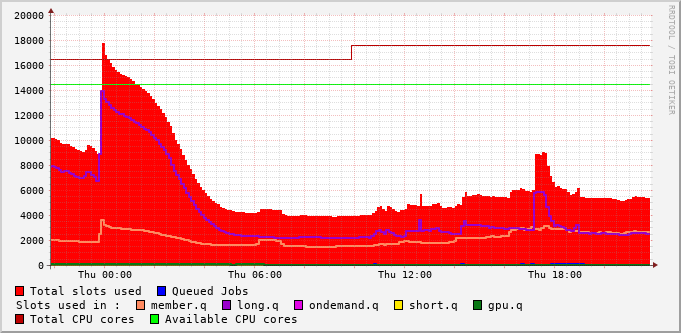 20000
18000
16000
14000
12000
10000
8000
6000
4000
2000
0
Thu 00:00 Thu 06:00 Thu 12:00 Thu 18:00
Total slots used Queued Jobs
Slots used in : member.q long.q ondemand.q short.q gpu.q
Total CPU cores Available CPU cores
RRDTOOL / TOBI OETIKER